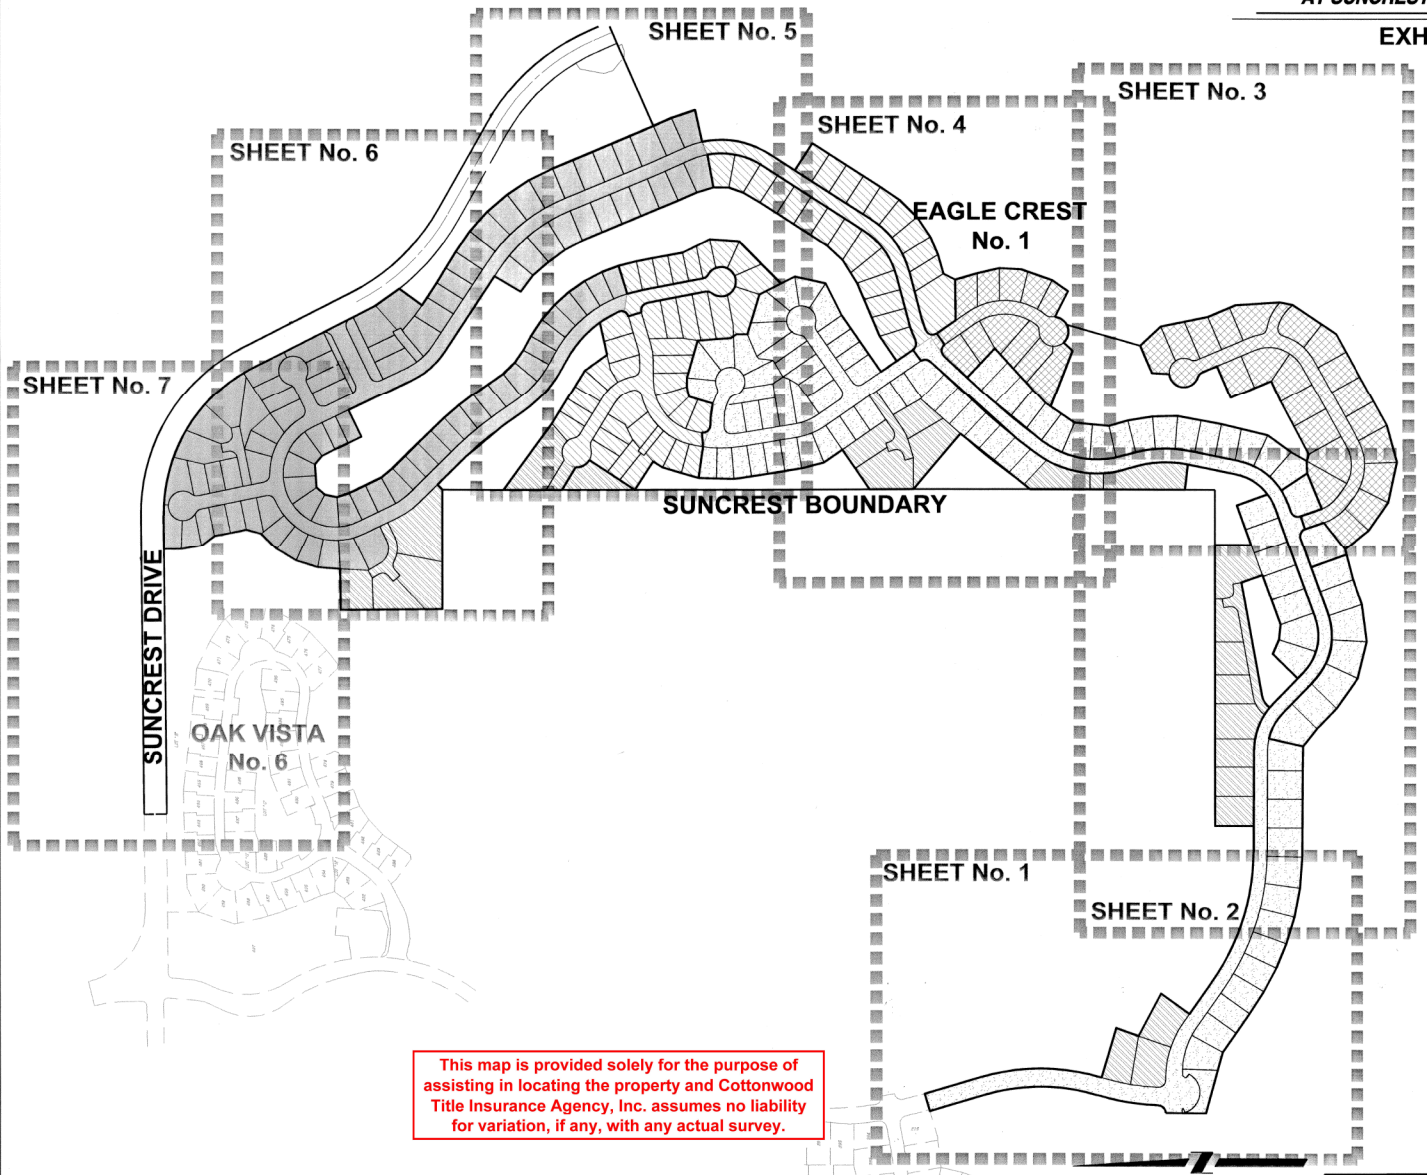 AT SUNCREST
EXH
SHEET No. 5
SHEET No. 3
SHEET No. 4
SHEET No. 6
EAGLE CREST
No. 1
SHEET No. 7
SUNCREST BOUNDARY
SUNCREST DRIVE
OAK VISTA
No. 6
SHEET No. 1
SHEET No. 2
This map is provided solely for the purpose of
assisting in locating the property and Cottonwood
Title Insurance Agency, Inc. assumes no liability
for variation, if any, with any actual survey.